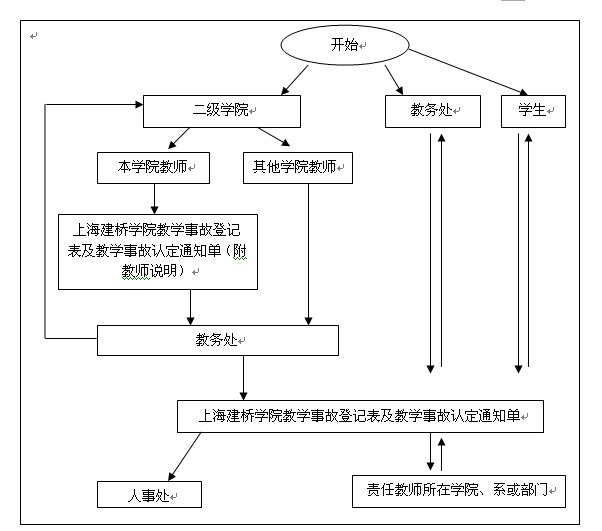 开始
二级学院
教务处
学生
本学院教师
其他学院教师
上海建桥学院教学事故登记
表及教学事故认定通知单（附
教师说明）
教务处
上海建桥学院教学事故登记表及教学事故认定通知单
人事处
责任教师所在学院、系或部门